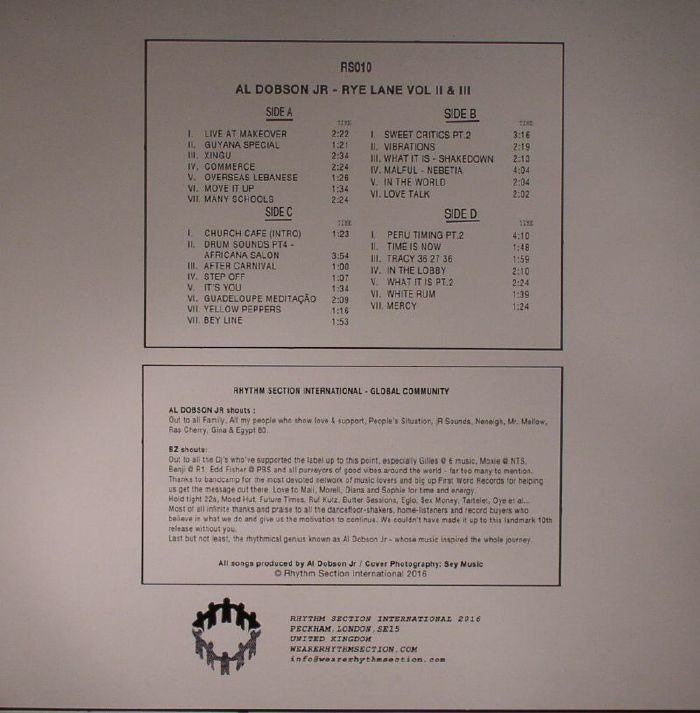 RS010
AL DOBSON JR - RYE LANE VOL II & III
SIDE A
TIME
I. LIVE AT MAKEOVER 2:22
II. GUYANA SPECIAL 1:21
III. XINGU 2:34
IV. COMMERCE 2:24
V. OVERSEAS LEBANESE 1:26
VI. MOVE IT UP 1:34
VII. MANY SCHOOLS 2:24
SIDE B
TIME
I. SWEET CRITICS PT.2 3:16
II. VIBRATIONS 2:19
III. WHAT IT IS - SHAKEDOWN 2:13
IV. MALFUL - NEBETIA 4:04
V. IN THE WORLD 2:04
VI. LOVE TALK 2:02
SIDE C
TIME
I. CHURCH CAFE (INTRO) 1:23
II. DRUM SOUNDS PT4 -
AFRICANA SALON 3:54
III. AFTER CARNIVAL 1:00
IV. STEP OFF 1:07
V. IT'S YOU 1:34
VI. GUADELOUPE MEDITAÇÃO 2:09
VII. YELLOW PEPPERS 1:16
VII. BEY LINE 1:53
SIDE D
TIME
I. PERU TIMING PT.2 4:10
II. TIME IS NOW 1:48
III. TRACY 36 27 36 1:59
IV. IN THE LOBBY 2:10
V. WHAT IT IS PT.2 2:24
VI. WHITE RUM 1:39
VII. MERCY 1:24
RHYTHM SECTION INTERNATIONAL - GLOBAL COMMUNITY
AL DOBSON JR shouts :
Out to all Family, All my people who show love & support, People's Situation, jR Sounds, Neneigh, Mr. Mellow,
Ras Cherry, Gina & Egypt 80.
BZ shouts:
Out to all the Dj's who've supported the label up to this point, especially Gilles @ 6 music, Moxie @ NTS,
Benji @ R1, Edd Fisher @ PBS and all purveyors of good vibes around the world - far too many to mention.
Thanks to bandcamp for the most devoted network of music lovers and big up First Word Records for helping
us get the message out there. Love to Mali, Morell, Diana and Sophie for time and energy.
Hold tight 22a, Mood Hut, Future Times, Ruf Kutz, Butter Sessions, Eglo, Sex Money, Tartelet, Oye et al...
Most of all infinite thanks and praise to all the dancefloor-shakers, home-listeners and record buyers who
believe in what we do and give us the motivation to continue. We couldn't have made it up to this landmark 10th
release without you.
Last but not least, the rhythmical genius known as Al Dobson Jr - whose music inspired the whole journey.
All songs produced by Al Dobson Jr / Cover Photography: Sey Music
© Rhythm Section International 2016
RHYTHM SECTION INTERNATIONAL 2016
PECKHAM, LONDON, SE15
UNITED KINGDOM
WEARERHYTHMSECTION.COM
info@wearerhythmsection.com